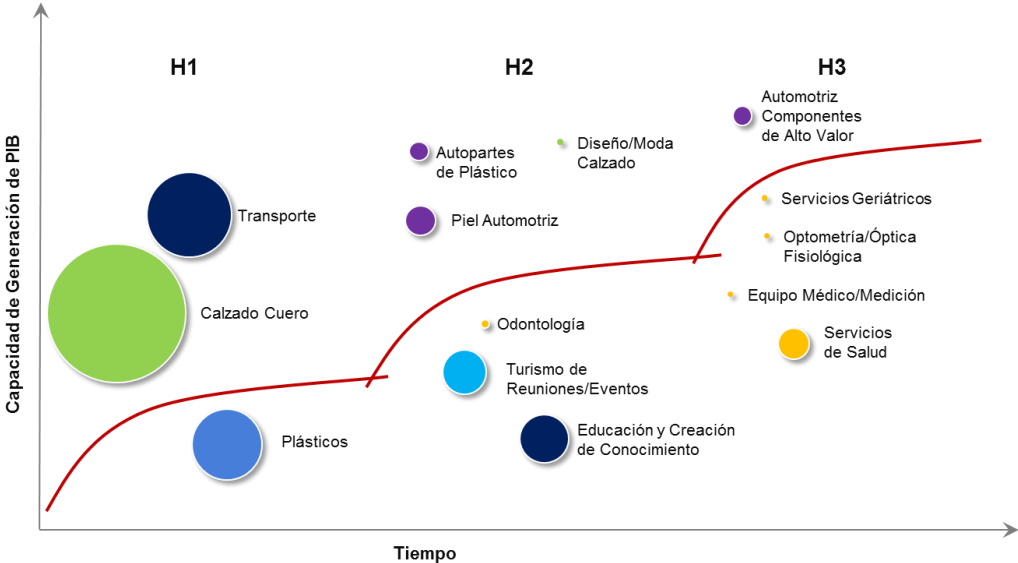 H1
H2
H3
Capacidad de Generación de PIB
Transporte
Calzado Cuero
Plásticos
Autopartes
de Plástico
Diseño/Moda
Calzado
Piel Automotriz
Odontología
Turismo de
Reuniones/Eventos
Educación y Creación
de Conocimiento
Automotriz
Componentes
de Alto Valor
Servicios Geriátricos
Optometría/Óptica
Fisiológica
Equipo Médico/Medición
Servicios
de Salud
Tiempo